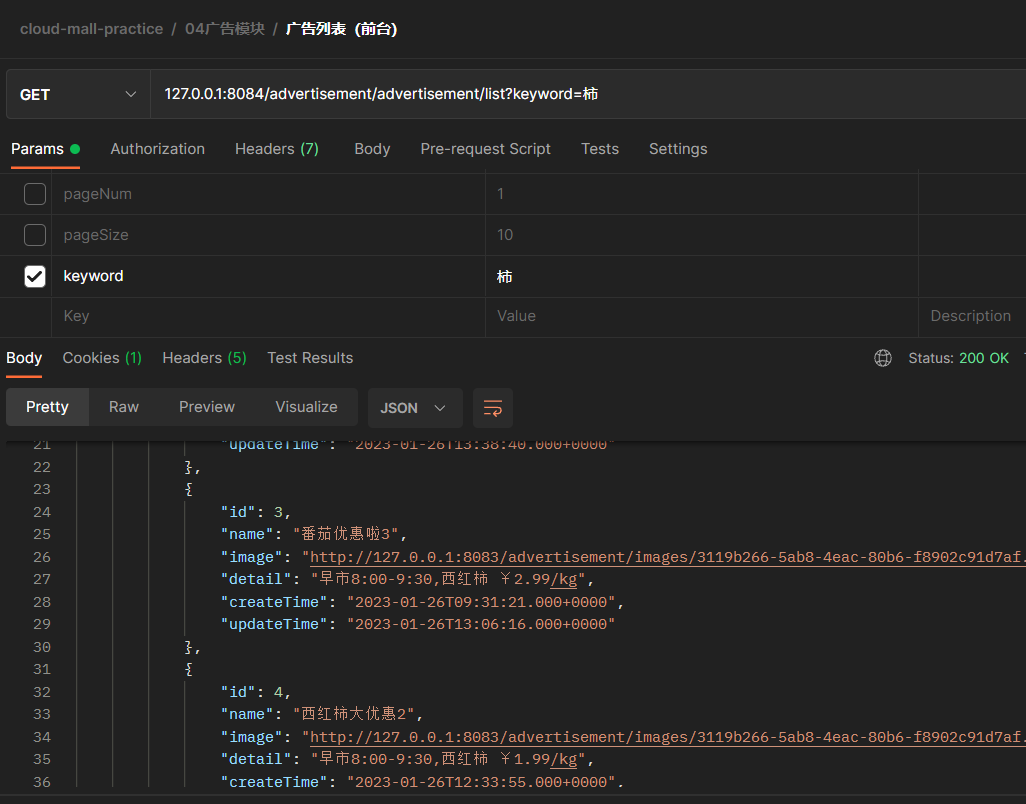 cloud-mall-practice / 04广告模块 / 广告列表 (前台)
GET 127.0.0.1:8084/advertisement/advertisement/list?keyword=柿
Params Authorization Headers (7) Body Pre-request Script Tests Settings
pageNum 1
pageSize 10
keyword 柿
Key Value Description
Body Cookies (1) Headers (5) Test Results Status: 200 OK
Pretty Raw Preview Visualize JSON
21 "updateTime": "2023-01-26T13:38:40.000+0000"
22 },
23 {
24 "id": 3,
25 "name": "番茄优惠啦3",
26 "image": "http://127.0.0.1:8083/advertisement/images/3119b266-5ab8-4eac-80b6-f8902c91d7af.
27 "detail": "早市8:00-9:30,西红柿 ¥2.99/kg",
28 "createTime": "2023-01-26T09:31:21.000+0000",
29 "updateTime": "2023-01-26T13:06:16.000+0000"
30 },
31 {
32 "id": 4,
33 "name": "西红柿大优惠2",
34 "image": "http://127.0.0.1:8083/advertisement/images/3119b266-5ab8-4eac-80b6-f8902c91d7af.
35 "detail": "早市8:00-9:30,西红柿 ¥1.99/kg",
36 "createTime": "2023-01-26T12:33:55.000+0000",